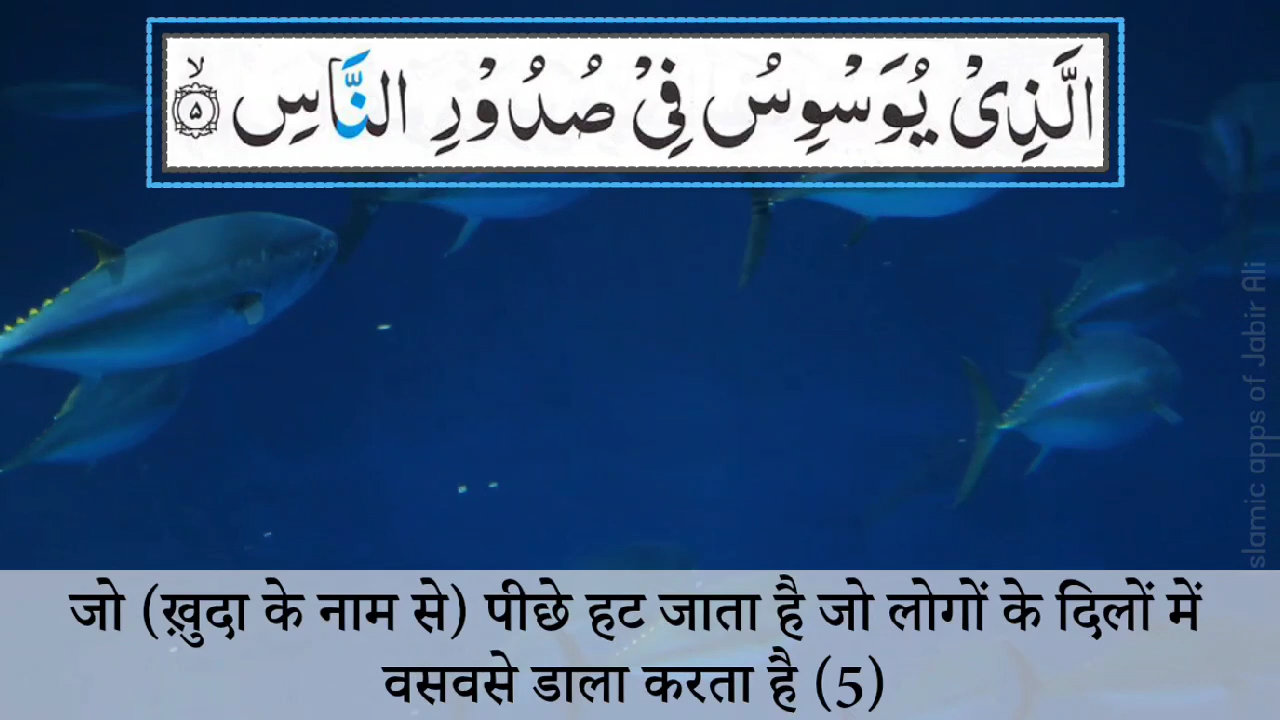 الَّذِیْ یُوَسْوِسُ فِیْ صُدُوْرِ النَّاسِ ۙ﴿۵﴾
slamic apps of Jabir Ali
जो (ख़ुदा के नाम से) पीछे हट जाता है जो लोगों के दिलों में
वसवसे डाला करता है (5)